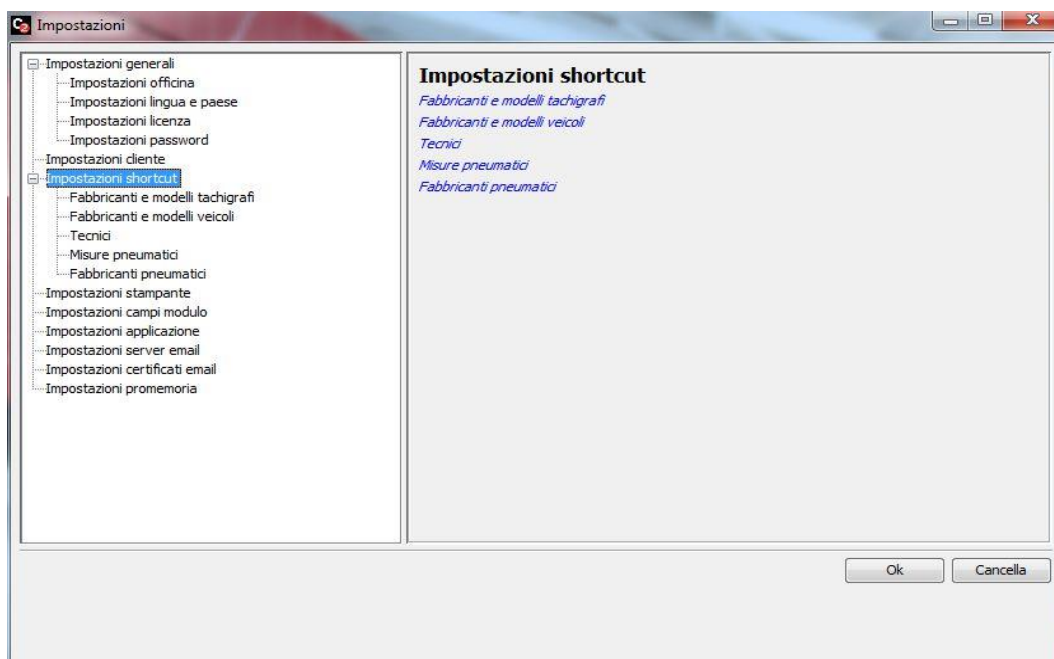 C2 Impostazioni
Impostazioni generali
Impostazioni officina
Impostazioni lingua e paese
Impostazioni licenza
Impostazioni password
Impostazioni cliente
Impostazioni shortcut
Fabbricanti e modelli tachigrafi
Fabbricanti e modelli veicoli
Tecnici
Misure pneumatici
Fabbricanti pneumatici
Impostazioni stampante
Impostazioni campi modulo
Impostazioni applicazione
Impostazioni server email
Impostazioni certificati email
Impostazioni promemoria
Impostazioni shortcut
Fabbricanti e modelli tachigrafi
Fabbricanti e modelli veicoli
Tecnici
Misure pneumatici
Fabbricanti pneumatici
Ok Cancella